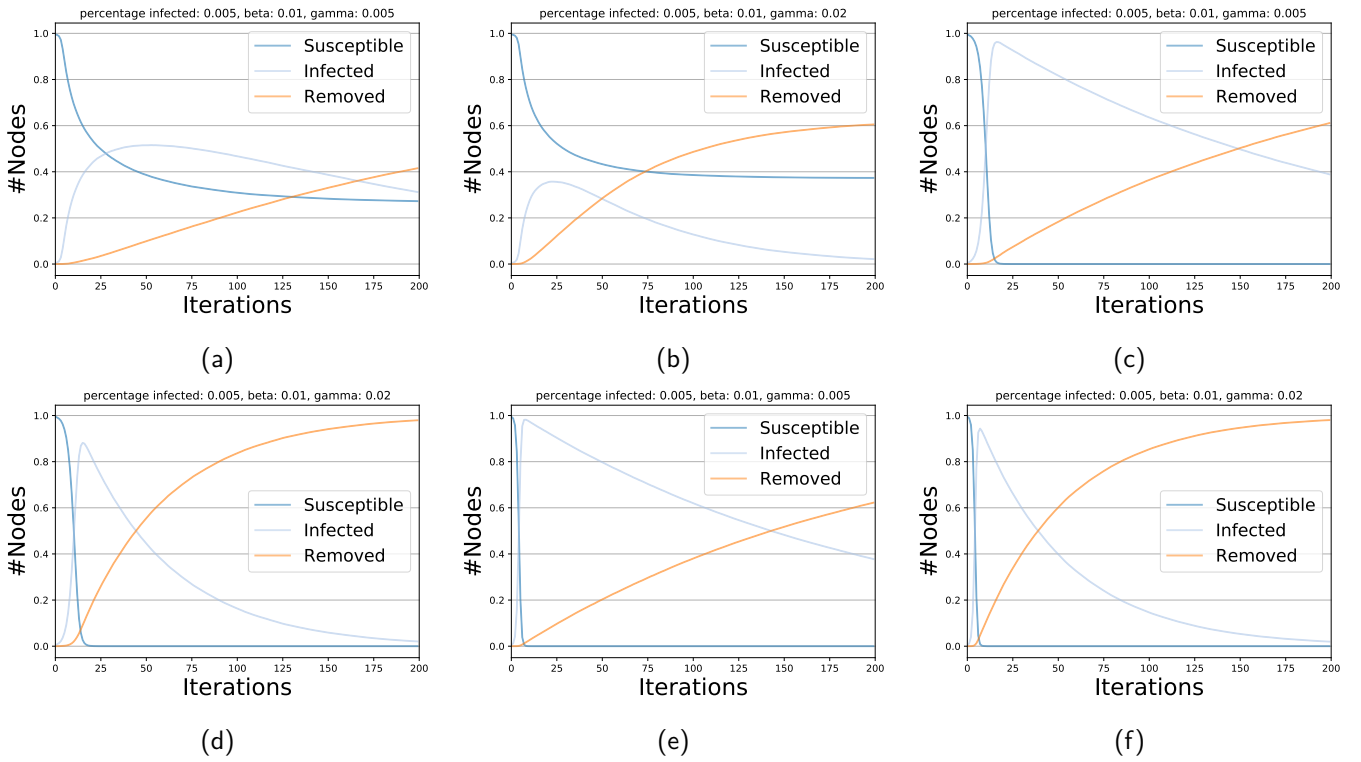 percentage infected: 0.005, beta: 0.01, gamma: 0.005
#Nodes
1.0
0.8
0.6
0.4
0.2
0.0
Susceptible
Infected
Removed
0 25 50 75 100 125 150 175 200
Iterations
(a)
percentage infected: 0.005, beta: 0.01, gamma: 0.02
#Nodes
1.0
0.8
0.6
0.4
0.2
0.0
Susceptible
Infected
Removed
0 25 50 75 100 125 150 175 200
Iterations
(b)
percentage infected: 0.005, beta: 0.01, gamma: 0.005
#Nodes
1.0
0.8
0.6
0.4
0.2
0.0
Susceptible
Infected
Removed
0 25 50 75 100 125 150 175 200
Iterations
(c)
percentage infected: 0.005, beta: 0.01, gamma: 0.02
#Nodes
1.0
0.8
0.6
0.4
0.2
0.0
Susceptible
Infected
Removed
0 25 50 75 100 125 150 175 200
Iterations
(d)
percentage infected: 0.005, beta: 0.01, gamma: 0.005
#Nodes
1.0
0.8
0.6
0.4
0.2
0.0
Susceptible
Infected
Removed
0 25 50 75 100 125 150 175 200
Iterations
(e)
percentage infected: 0.005, beta: 0.01, gamma: 0.02
#Nodes
1.0
0.8
0.6
0.4
0.2
0.0
Susceptible
Infected
Removed
0 25 50 75 100 125 150 175 200
Iterations
(f)